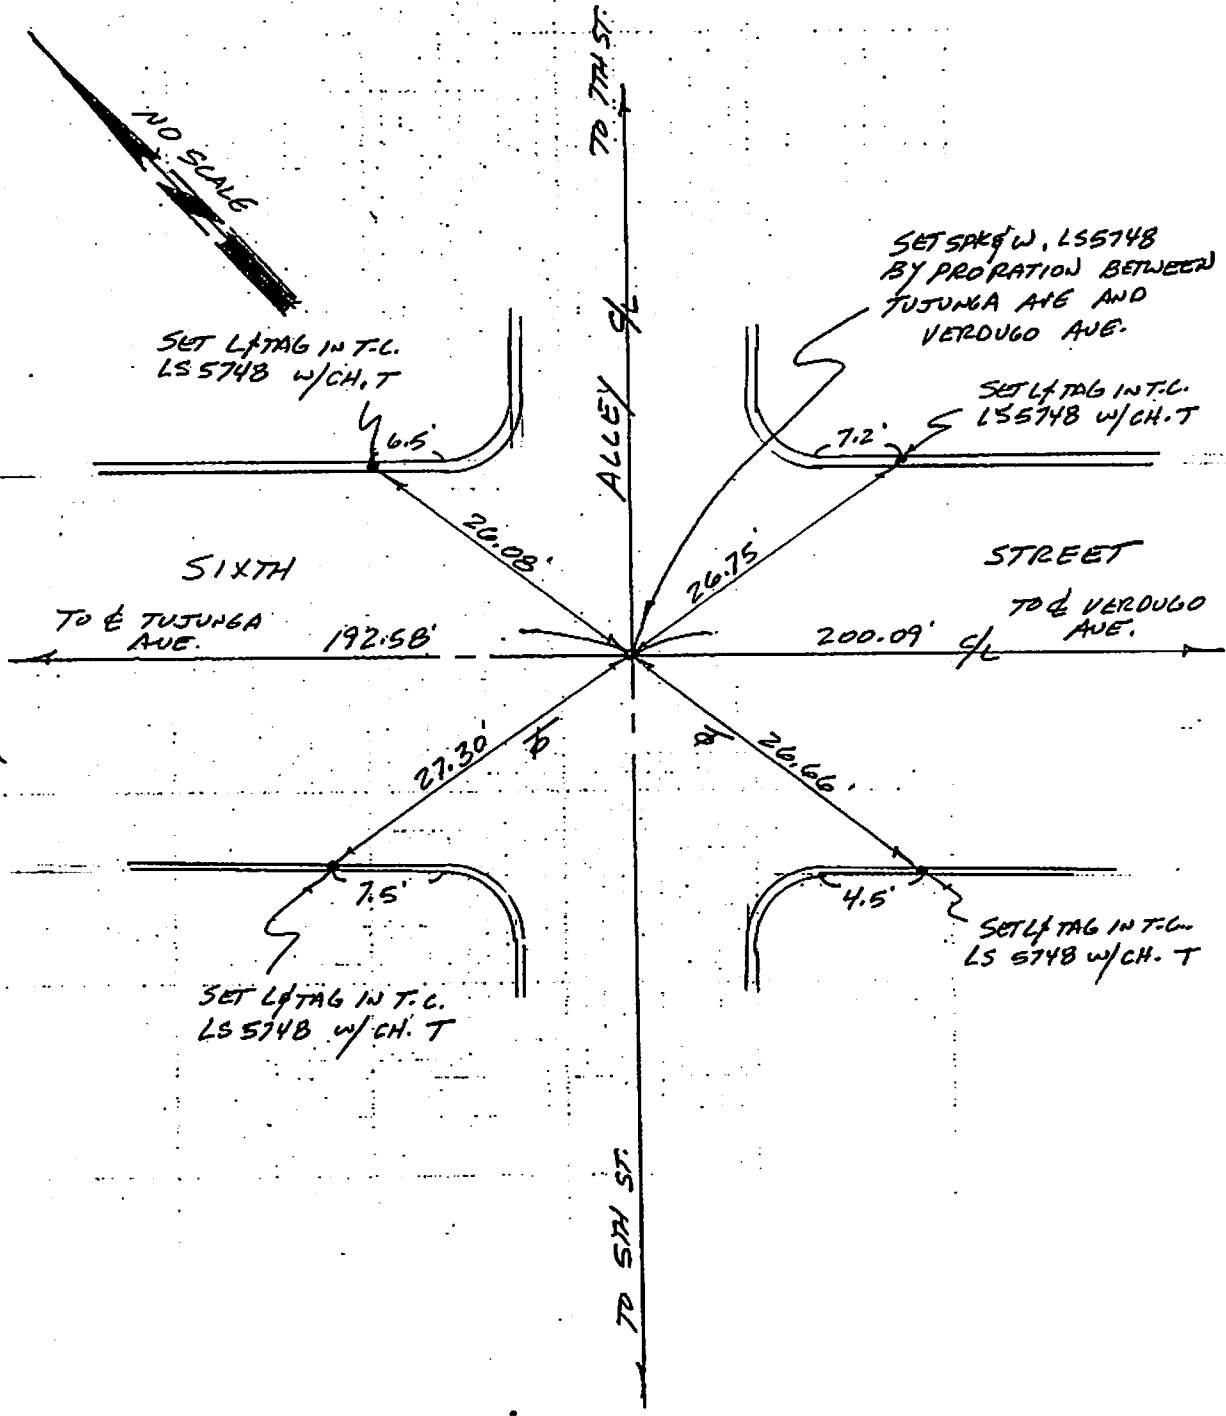 TO 7TH ST.
NO SCALE
SET SPK & W, LS5748
BY PRORATION BETWEEN
TUJUNGA AVE AND
VERDUGO AVE.
SET L & TAG IN T.C.
LS 5748 W/CH. T
ALLEY C/L
SET L & TAG IN T.C.
LS5748 W/CH. T
6.5'
7.2'
26.08'
26.75'
SIXTH
STREET
TO ℄ TUJUNGA
AVE.
192.58'
200.09' C/L
TO ℄ VERDUGO
AVE.
27.30'
26.66'
7.5'
4.5'
SET L & TAG IN T.C.
LS 5748 W/CH. T
SET L & TAG IN T.C.
LS 5748 W/CH. T
TO 5TH ST.